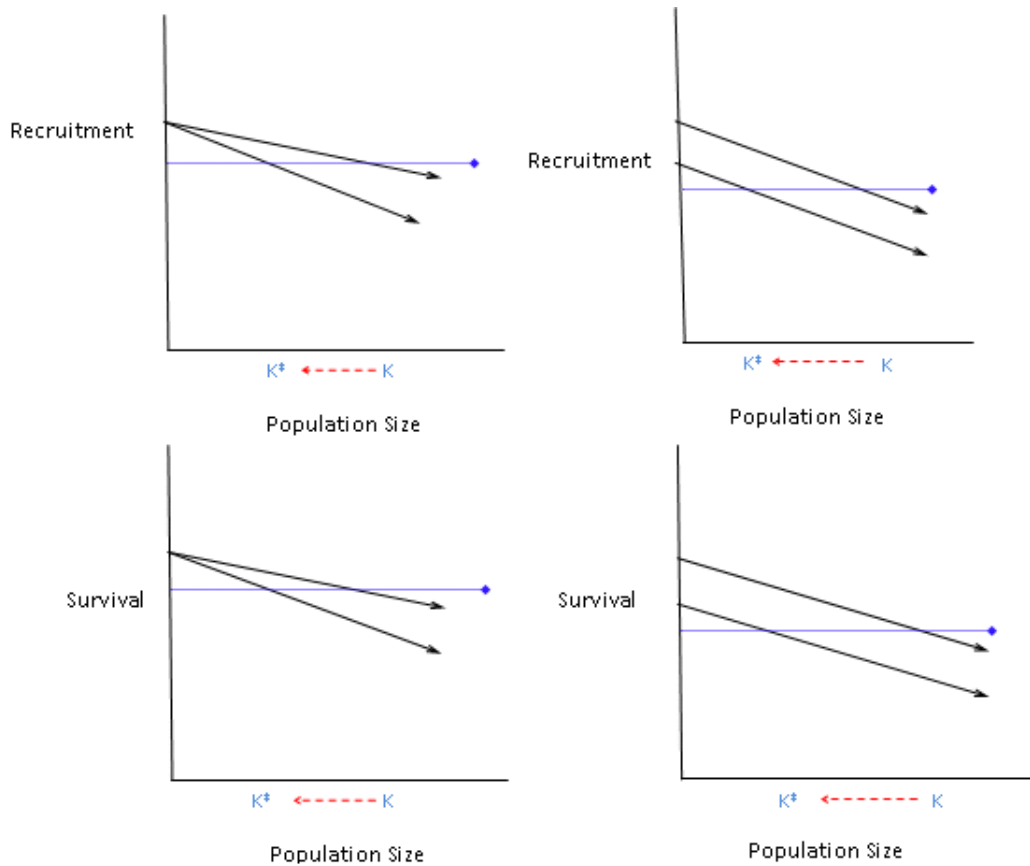 Recruitment
K‡ K
Population Size
Recruitment
K‡ K
Population Size
Survival
K‡ K
Population Size
Survival
K‡ K
Population Size